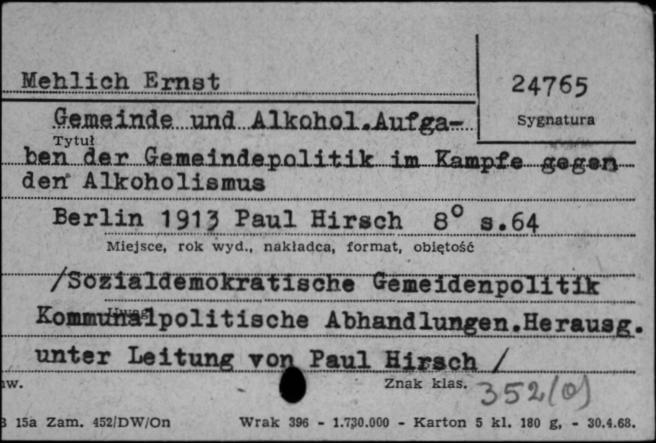 Mehlich Ernst
24765
Sygnatura
Gemeinde und Alkohol.Aufga-
Tytuł
ben der Gemeindepolitik im Kampfe gegen
den Alkoholismus
Berlin 1913 Paul Hirsch 8° s.64
Miejsce, rok wyd., nakładca, format, obiętość
/Sozialdemokratische Gemeidenpolitik
Kommunalpolitische Abhandlungen.Herausg.
unter Leitung von Paul Hirsch /
Znak klas. 352(0)
15a Zam. 452/DW/On Wrak 396 - 1.730.000 - Karton 5 kl. 180 g, - 30.4.68.